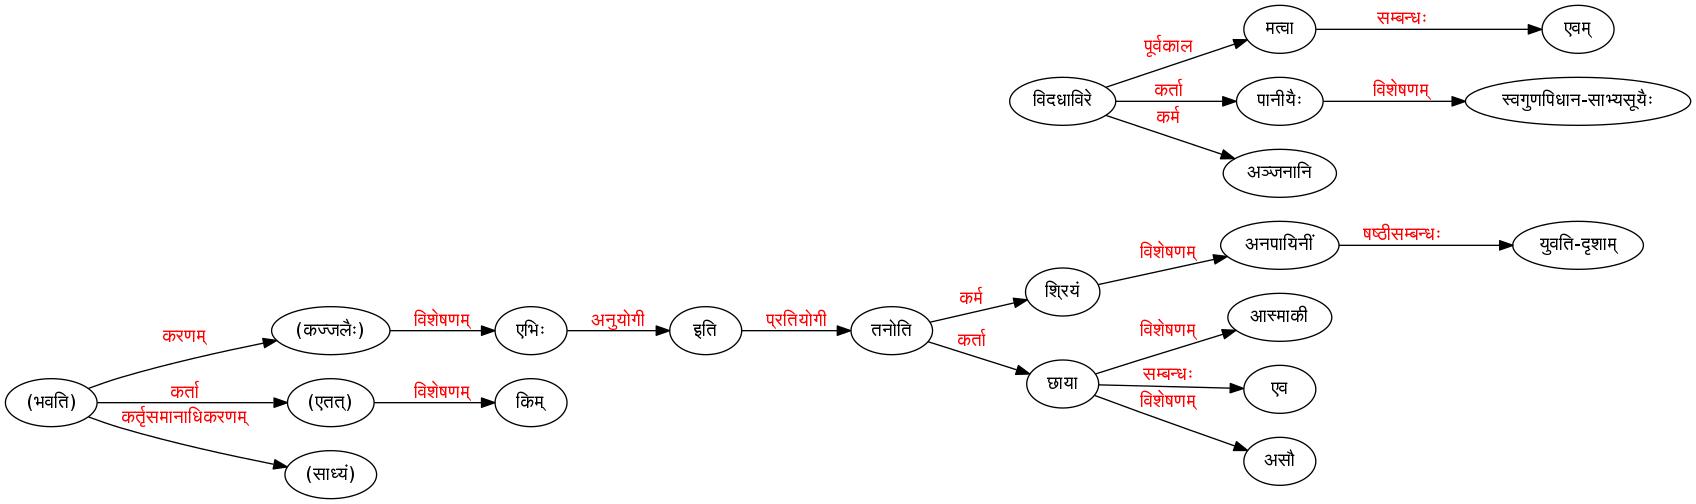 मत्वा
सम्बन्धः
एवम्
पूर्वकाल
विदधाविरे
कर्ता
पानीयैः
विशेषणम्
स्वगुणपिधान-साभ्यसूयैः
कर्म
अञ्जनानि
अनपायिनीं
षष्ठीसम्बन्धः
युवति-दृशाम्
विशेषणम्
श्रियं
कर्म
आस्माकी
विशेषणम्
(कज्जलैः)
विशेषणम्
एभिः
अनुयोगी
इति
प्रतियोगी
तनोति
करणम्
कर्ता
छाया
सम्बन्धः
एव
विशेषणम्
(भवति)
कर्ता
(एतत्)
विशेषणम्
किम्
कर्तृसमानाधिकरणम्
असौ
(साध्यं)